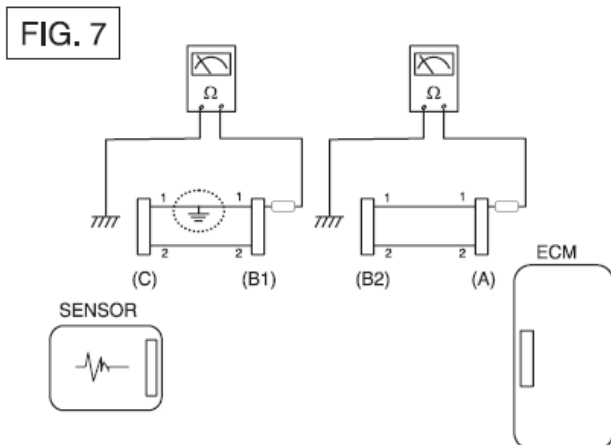 FIG. 7
Ω
Ω
1 1
1 1
2 2
2 2
(C) (B1) (B2) (A)
ECM
SENSOR